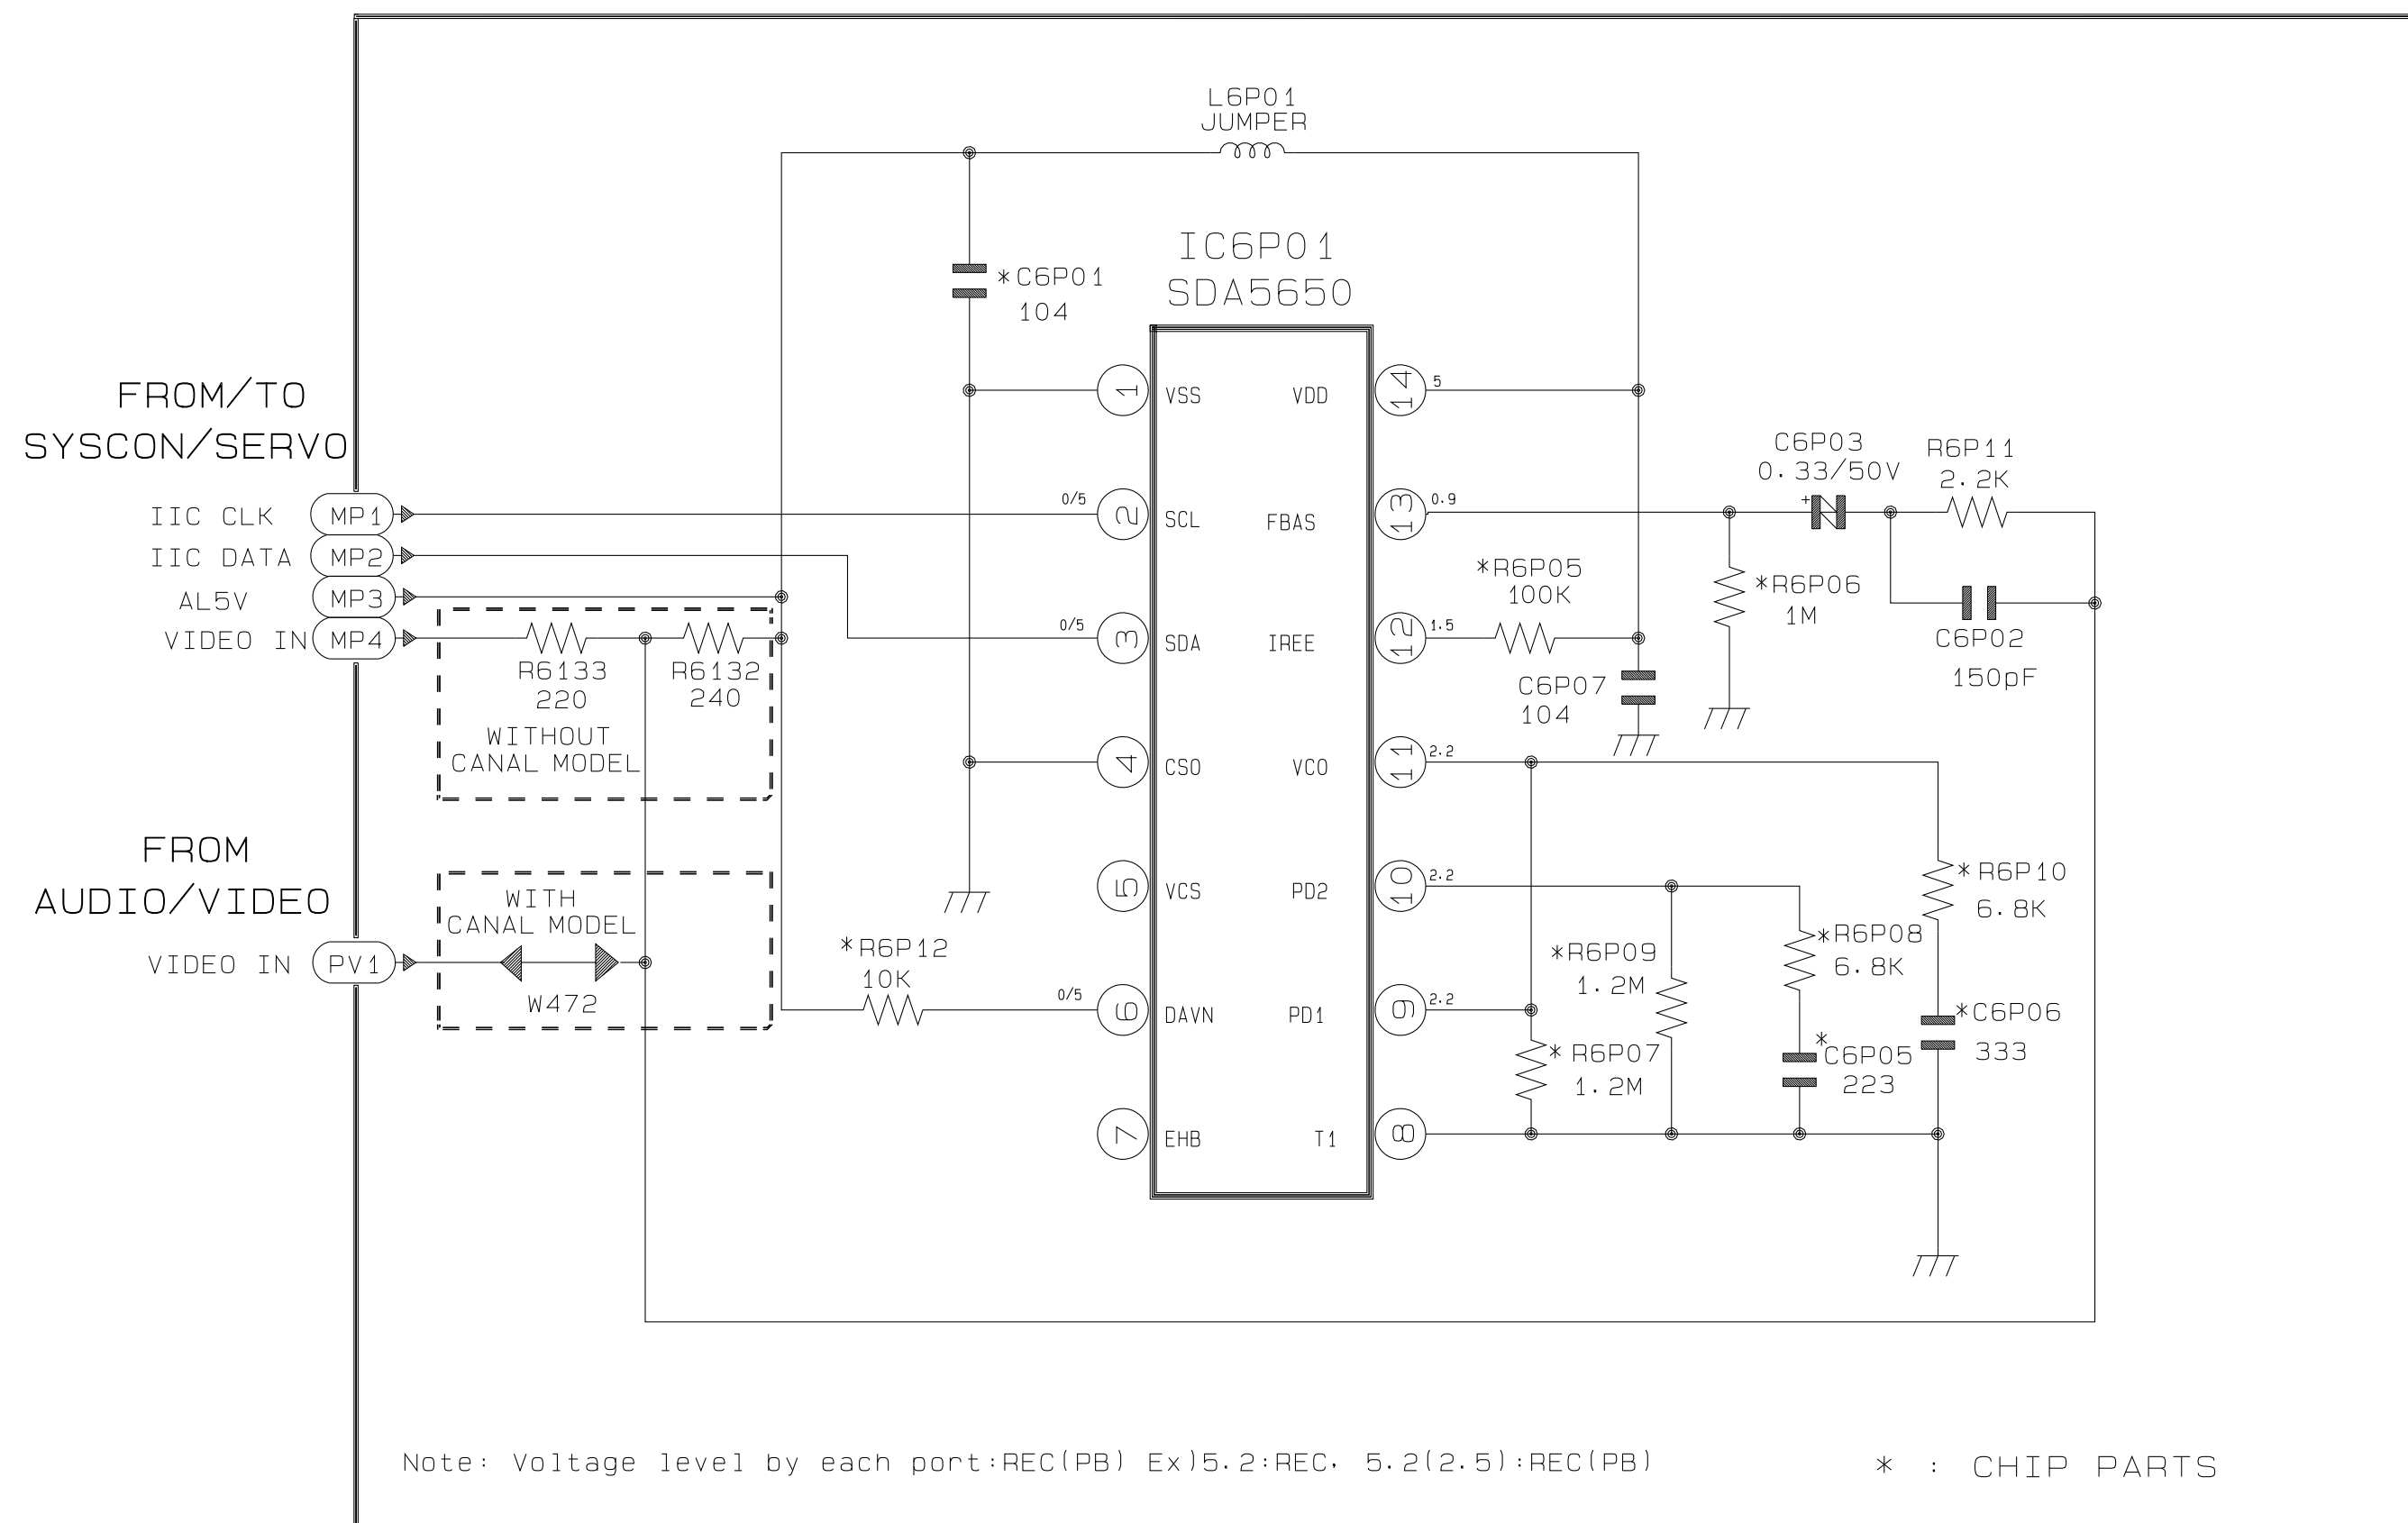 L6P01
JUMPER
IC6P01
SDA5650
*C6P01
104
FROM/TO
SYSCON/SERVO
IIC CLK MP1
IIC DATA MP2
AL5V MP3
VIDEO IN MP4
R6133
220
R6132
240
WITHOUT
CANAL MODEL
FROM
AUDIO/VIDEO
VIDEO IN PV1
WITH
CANAL MODEL
W472
*R6P12
10K
1 VSS
0/5 2 SCL
0/5 3 SDA
4 CSO
5 VCS
0/5 6 DAVN
7 EHB
VDD 14 5
FBAS 13 0.9
IREE 12 1.5
VCO 11 2.2
PD2 10 2.2
PD1 9 2.2
T1 8
C6P03
0.33/50V
+
R6P11
2.2K
*R6P05
100K
*R6P06
1M
C6P02
150pF
C6P07
104
*R6P10
6.8K
*R6P08
6.8K
*R6P09
1.2M
*C6P06
333
* R6P07
1.2M
*C6P05
223
Note: Voltage level by each port:REC(PB) Ex)5.2:REC, 5.2(2.5):REC(PB)
* : CHIP PARTS